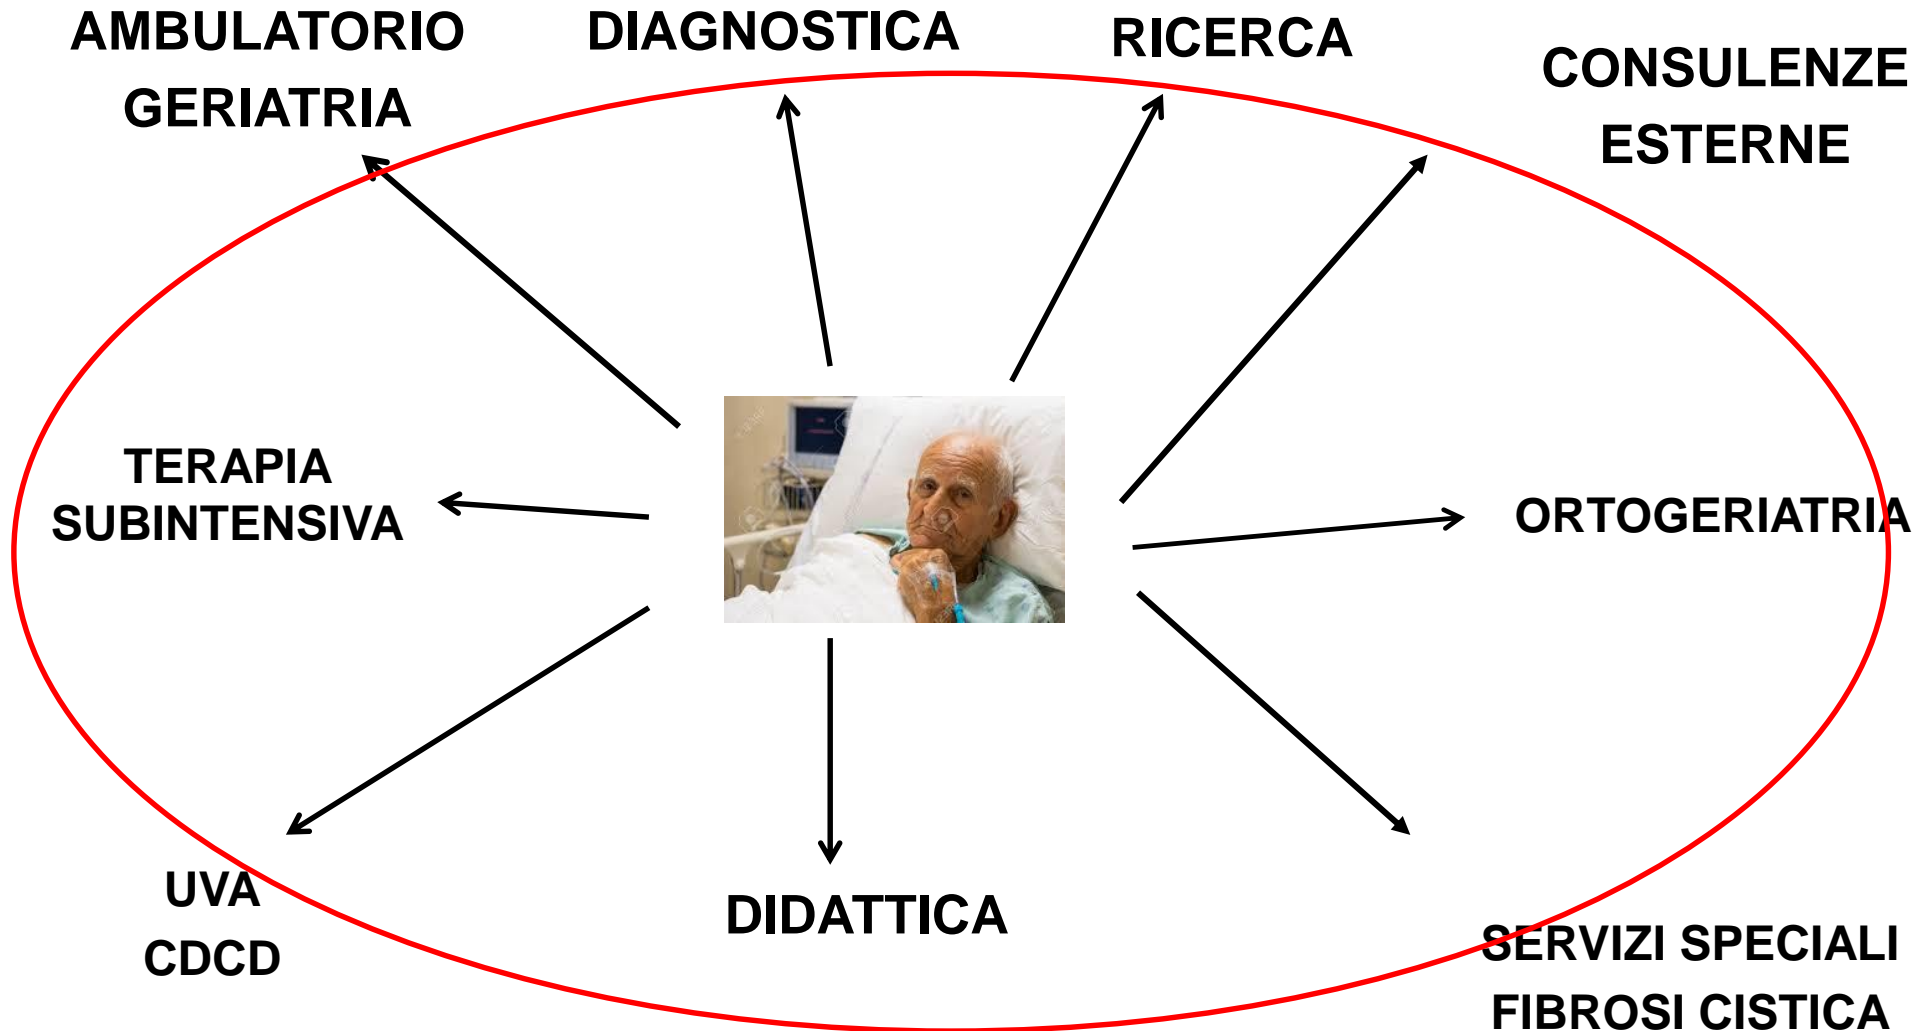 AMBULATORIO
GERIATRIA
DIAGNOSTICA
RICERCA
CONSULENZE
ESTERNE
TERAPIA
SUBINTENSIVA
ORTOGERIATRIA
UVA
CDCD
DIDATTICA
SERVIZI SPECIALI
FIBROSI CISTICA